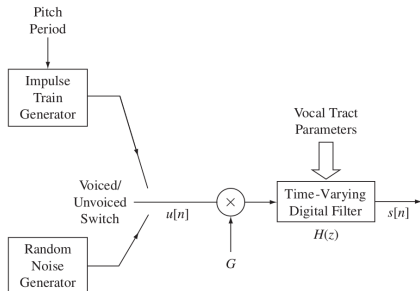 Pitch
Period
Impulse
Train
Generator
Vocal Tract
Parameters
Voiced/
Unvoiced
Switch
u[n]
×
Time-Varying
Digital Filter
s[n]
H(z)
Random
Noise
Generator
G